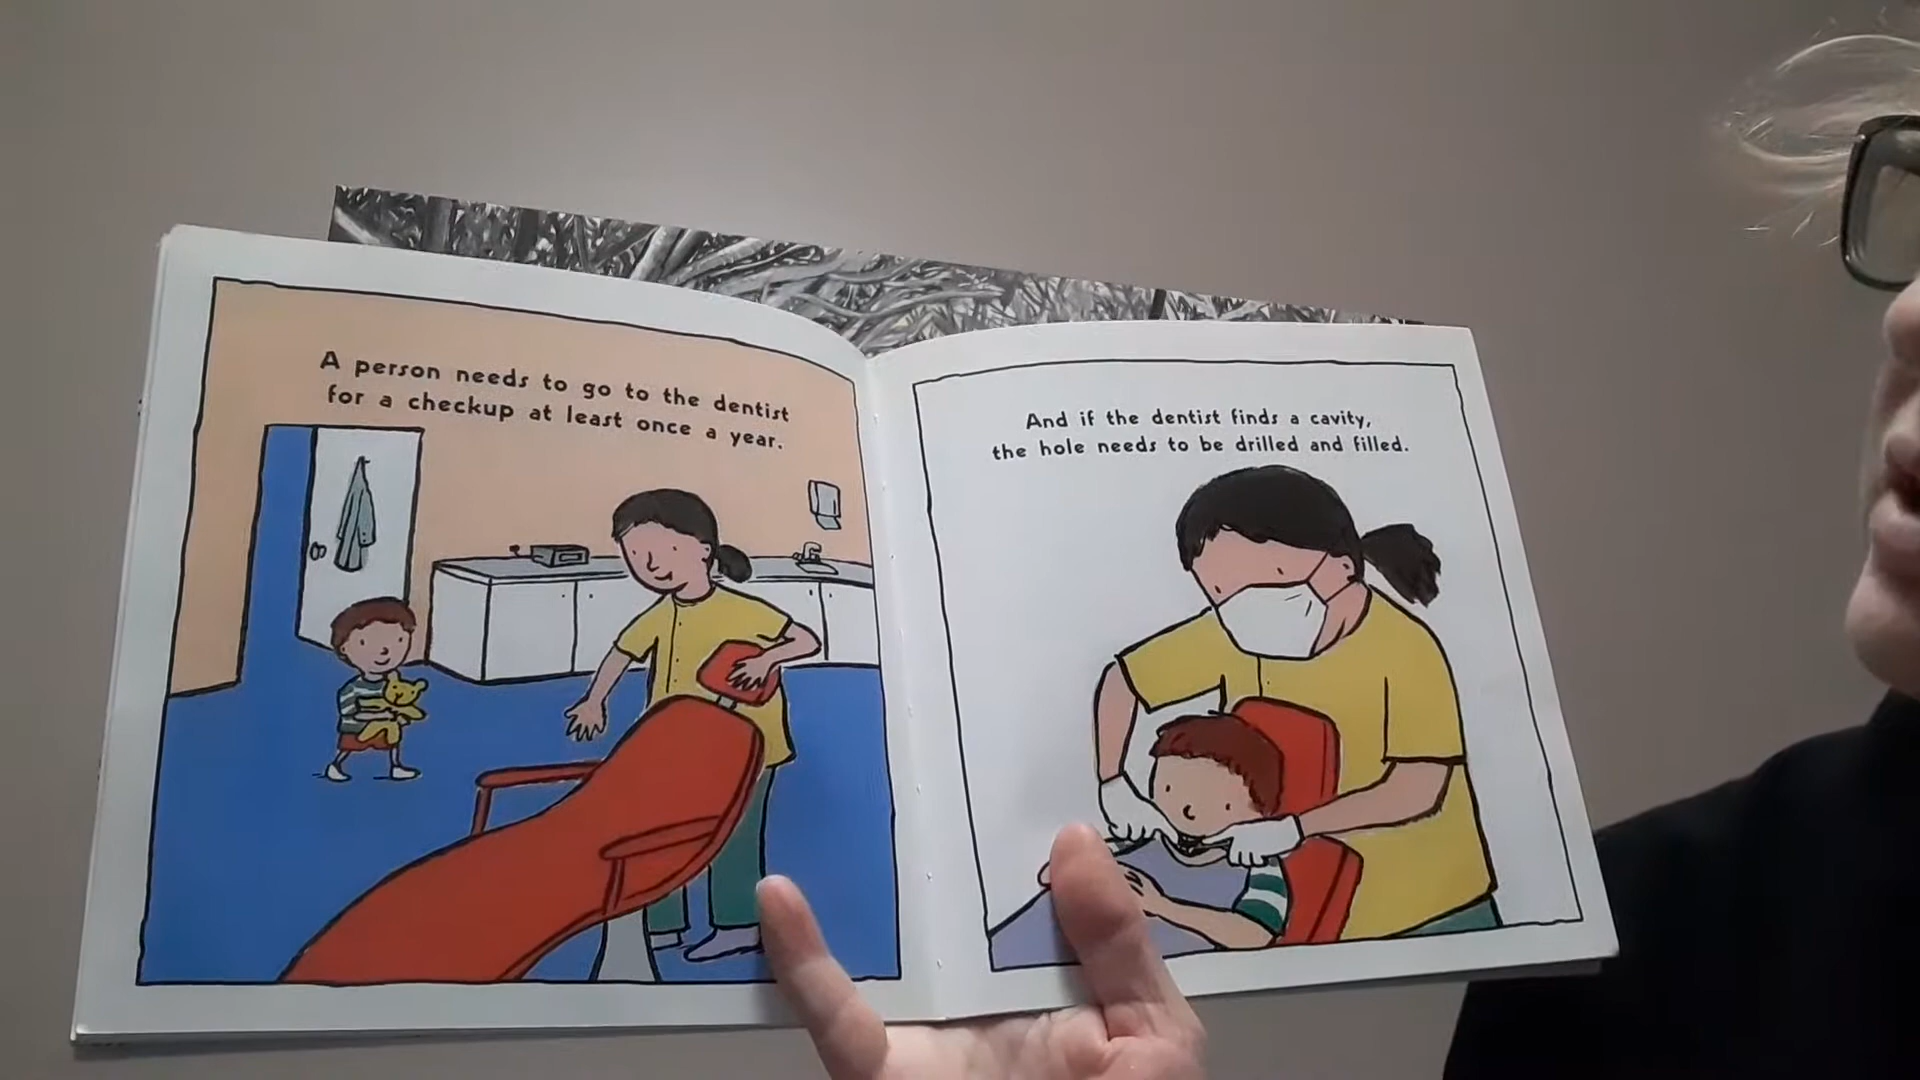 A person needs to go to the dentist
for a checkup at least once a year.
And if the dentist finds a cavity,
the hole needs to be drilled and filled.